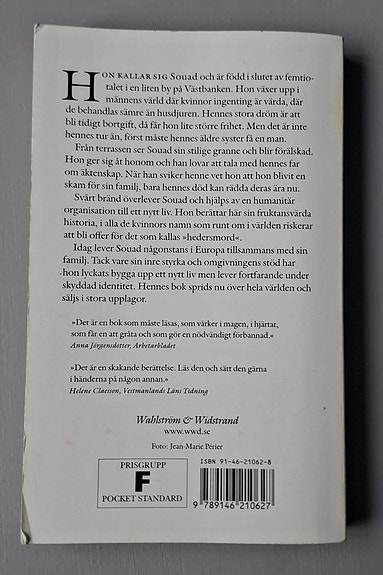 HON KALLAR SIG Souad och är född i slutet av femtio-
talet i en liten by på Västbanken. Hon växer upp i
männens värld där kvinnor ingenting är värda, där
de behandlas sämre än husdjuren. Hennes stora dröm är att
bli tidigt bortgift, då får hon lite större frihet. Men det är inte
hennes tur än, först måste hennes äldre syster få en man.
Från terrassen ser Souad sin stilige granne och blir förälskad.
Hon ger sig åt honom och han lovar att tala med hennes far
om äktenskap. När han sviker henne vet hon att hon blivit en
skam för sin familj, bara hennes död kan rädda deras ära nu.
Svårt bränd överlever Souad och hjälps av en humanitär
organisation till ett nytt liv. Hon berättar här sin fruktansvärda
historia, i alla de kvinnors namn som runt om i världen riskerar
att bli offer för det som kallas »hedersmord«.
Idag lever Souad någonstans i Europa tillsammans med sin
familj. Tack vare sin inre styrka och omgivningens stöd har
hon lyckats bygga upp ett nytt liv men lever fortfarande under
skyddad identitet. Hennes bok sprids nu över hela världen och
säljs i stora upplagor.
»Det är en bok som måste läsas, som värker i magen, i hjärtat,
som får en att gråta och som gör en nödvändigt förbannad.«
Anna Jörgensdotter, Arbetarbladet
»Det är en skakande berättelse. Läs den och sätt den gärna
i händerna på någon annan.«
Helene Claesson, Vestmanlands Läns Tidning
Wahlström & Widstrand
www.wwd.se
Foto: Jean-Marie Périer
PRISGRUPP
F
POCKET STANDARD
ISBN 91-46-21062-8
9 789146 210627